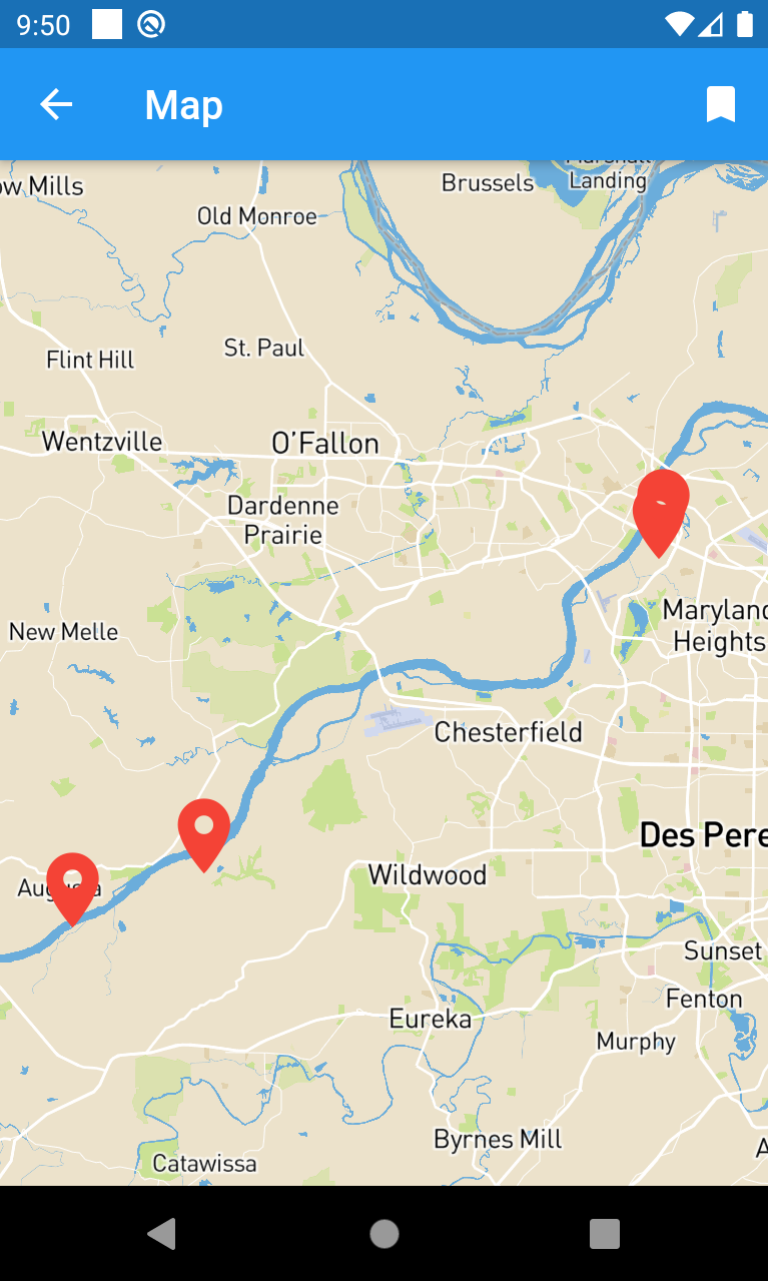 9:50
Map
Marshall
Brussels
Landing
ow Mills
Old Monroe
St. Paul
Flint Hill
Wentzville
O'Fallon
Dardenne
Prairie
Maryland
Heights
New Melle
Chesterfield
Des Pere
Wildwood
Augusta
Sunset
Fenton
Eureka
Murphy
Byrnes Mill
A
Catawissa